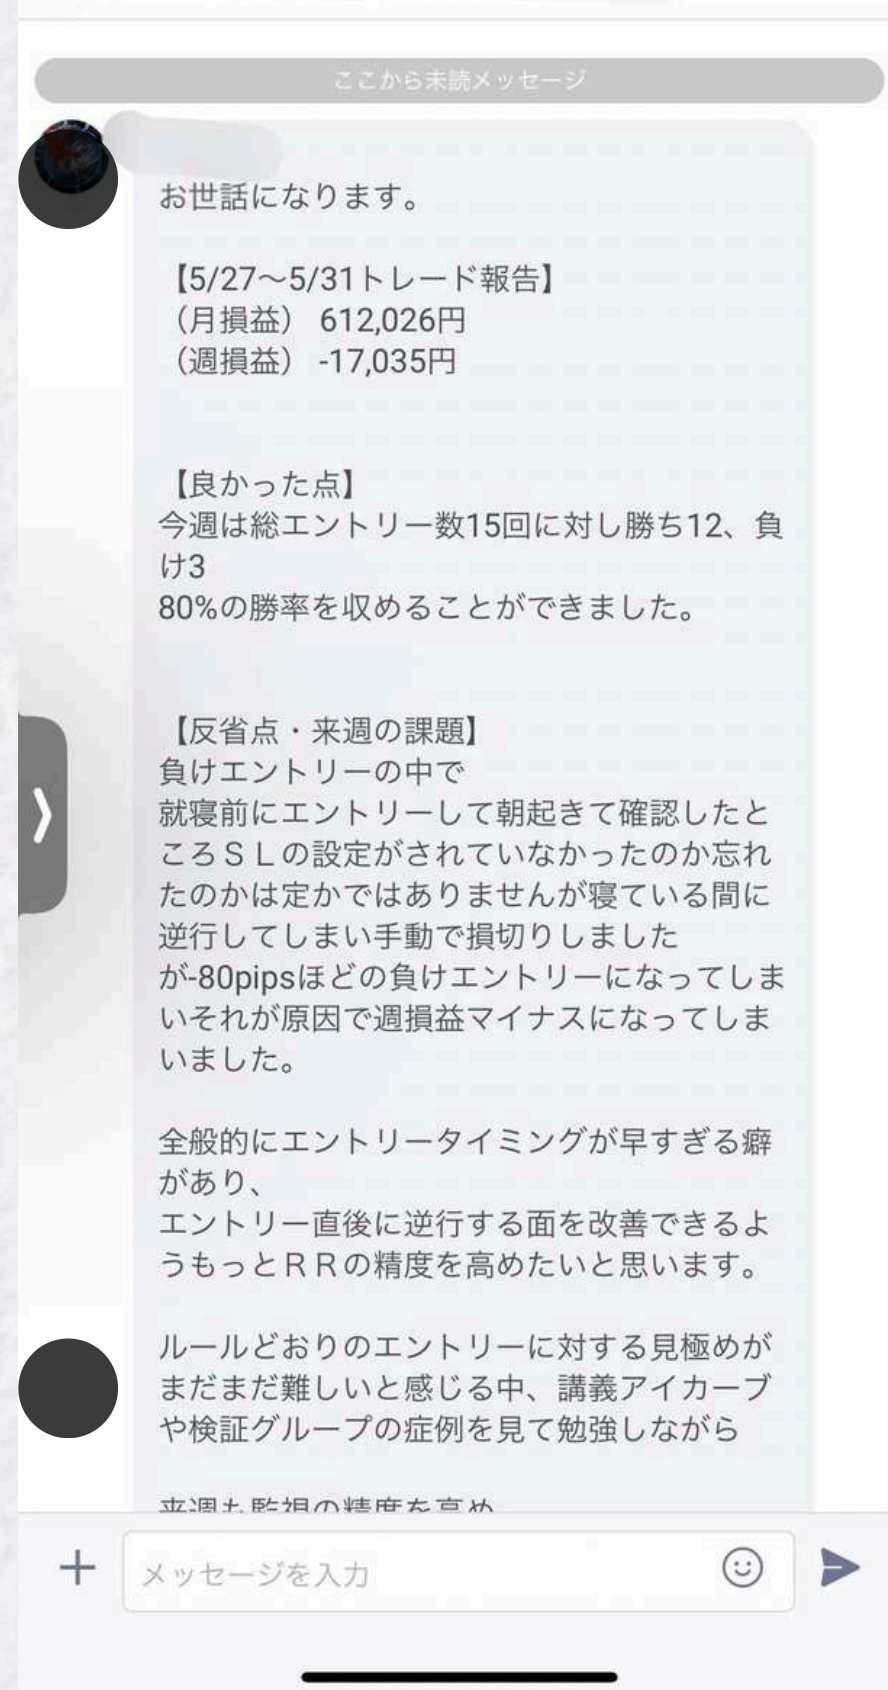 ここから未読メッセージ
お世話になります。
【5/27〜5/31トレード報告】
（月損益） 612,026円
（週損益） -17,035円
【良かった点】
今週は総エントリー数15回に対し勝ち12、負
け3
80%の勝率を収めることができました。
【反省点・来週の課題】
負けエントリーの中で
就寝前にエントリーして朝起きて確認したと
ころＳＬの設定がされていなかったのか忘れ
たのかは定かではありませんが寝ている間に
逆行してしまい手動で損切りしました
が-80pipsほどの負けエントリーになってしま
いそれが原因で週損益マイナスになってしま
いました。
全般的にエントリータイミングが早すぎる癖
があり、
エントリー直後に逆行する面を改善できるよ
うもっとＲＲの精度を高めたいと思います。
ルールどおりのエントリーに対する見極めが
まだまだ難しいと感じる中、講義アイカーブ
や検証グループの症例を見て勉強しながら
来週も監視の精度を高め
メッセージを入力